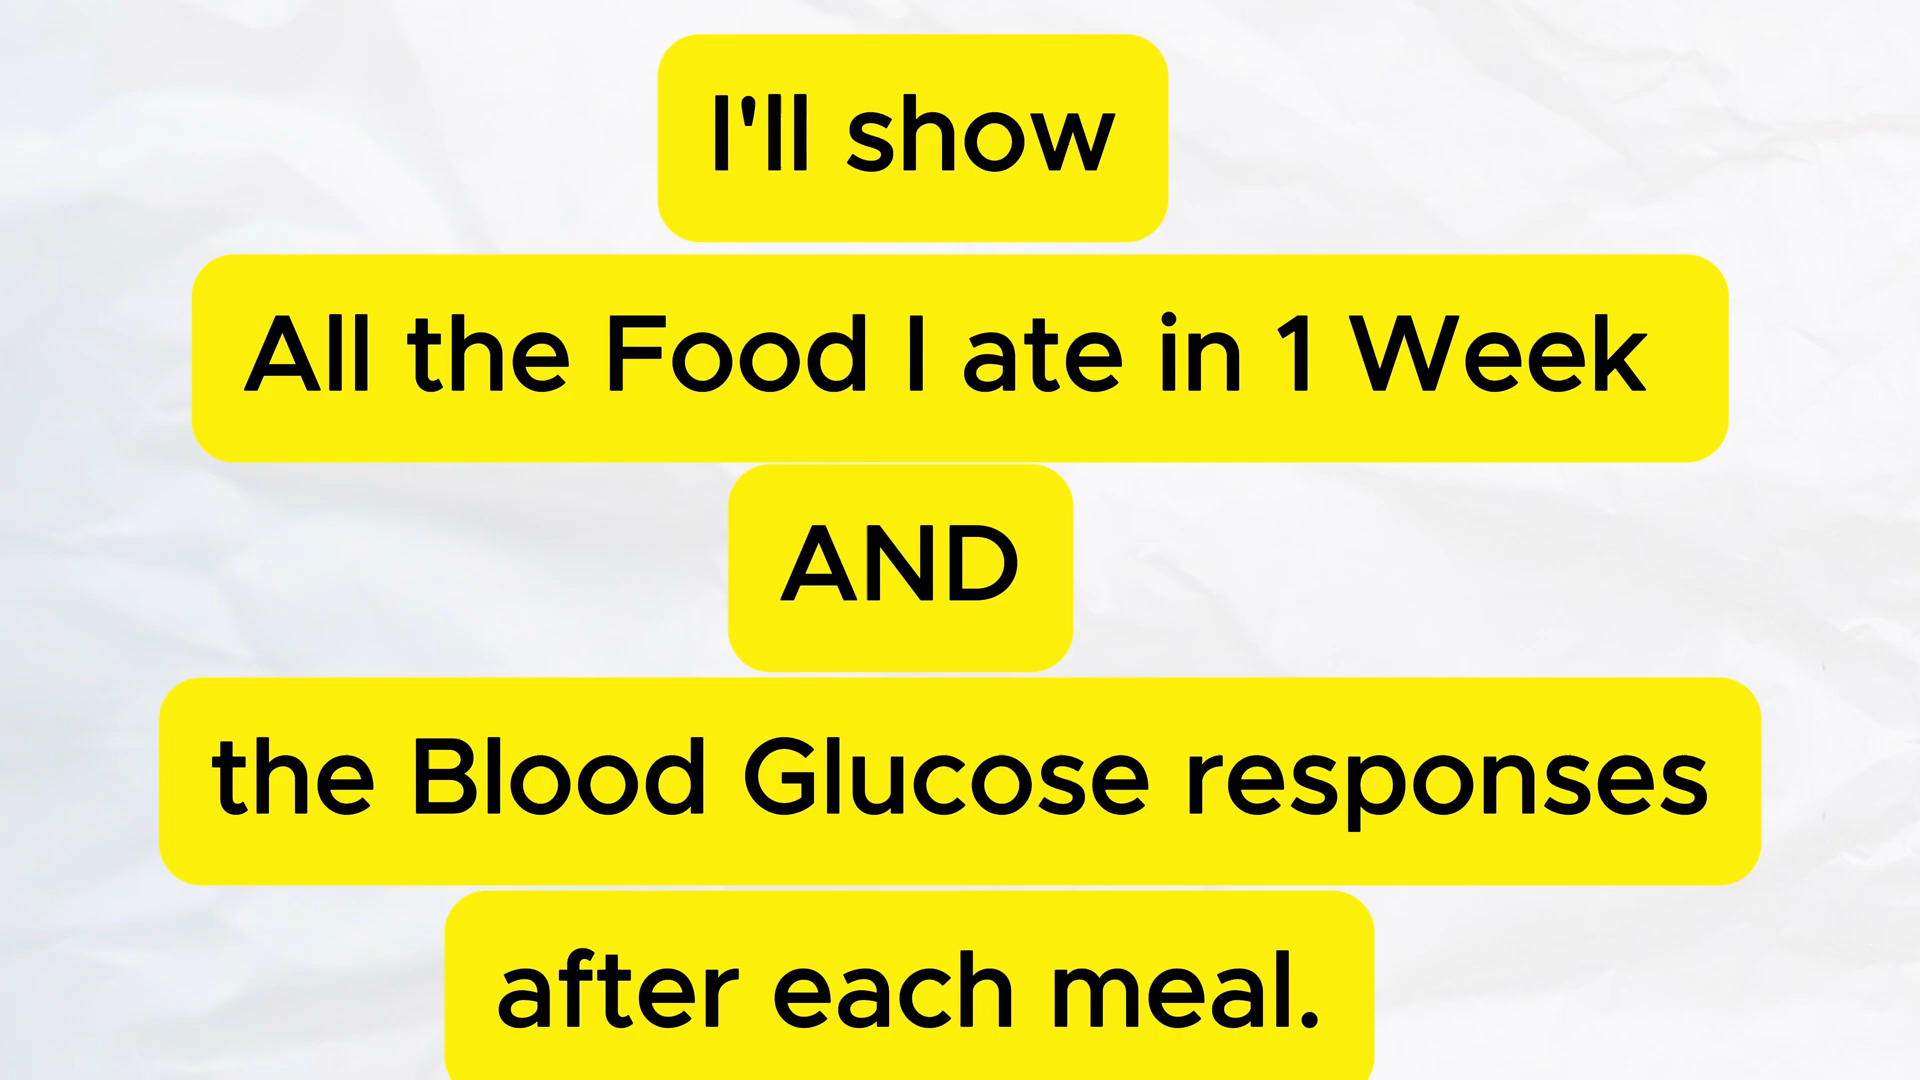 I'll show
All the Food I ate in 1 Week
AND
the Blood Glucose responses
after each meal.